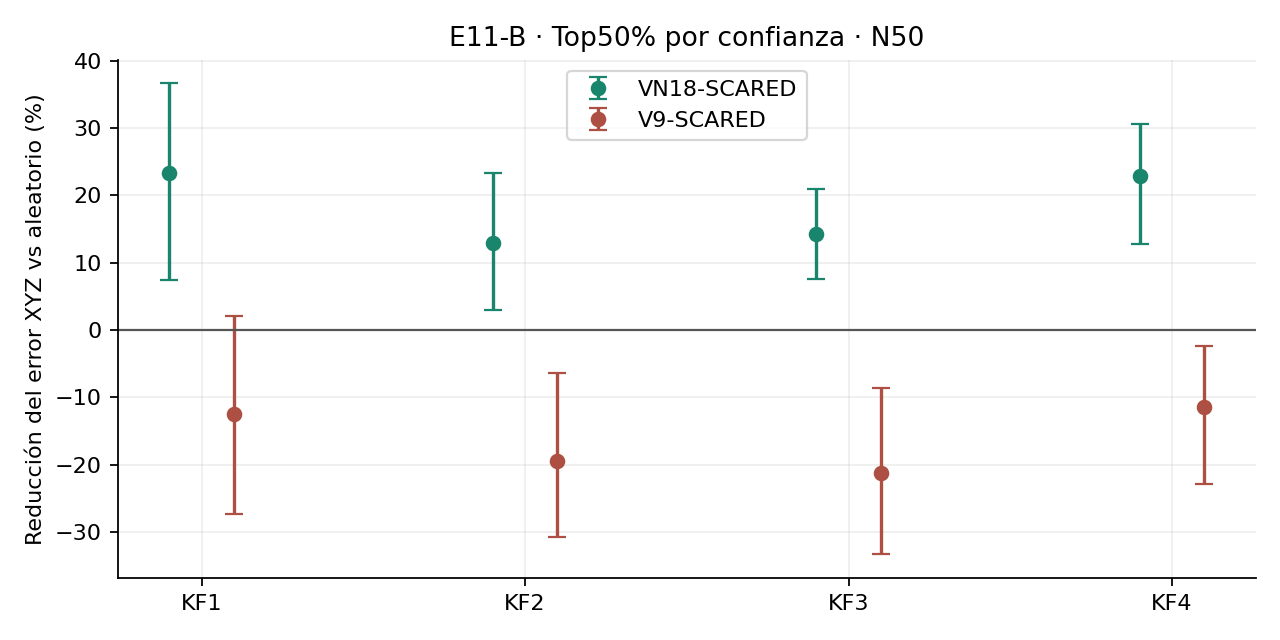 E11-B · Top50% por confianza · N50
VN18-SCARED
V9-SCARED
Reducción del error XYZ vs aleatorio (%)
40
30
20
10
0
−10
−20
−30
KF1 KF2 KF3 KF4